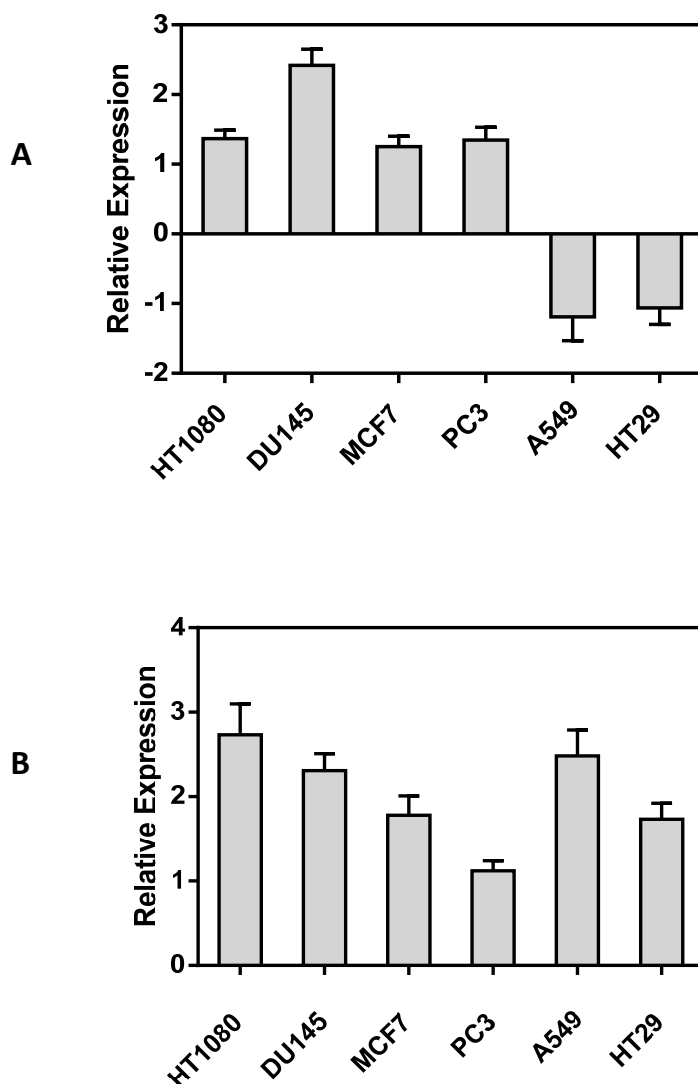 A
Relative Expression
3
2
1
0
-1
-2
HT1080
DU145
MCF7
PC3
A549
HT29
B
Relative Expression
4
3
2
1
0
HT1080
DU145
MCF7
PC3
A549
HT29